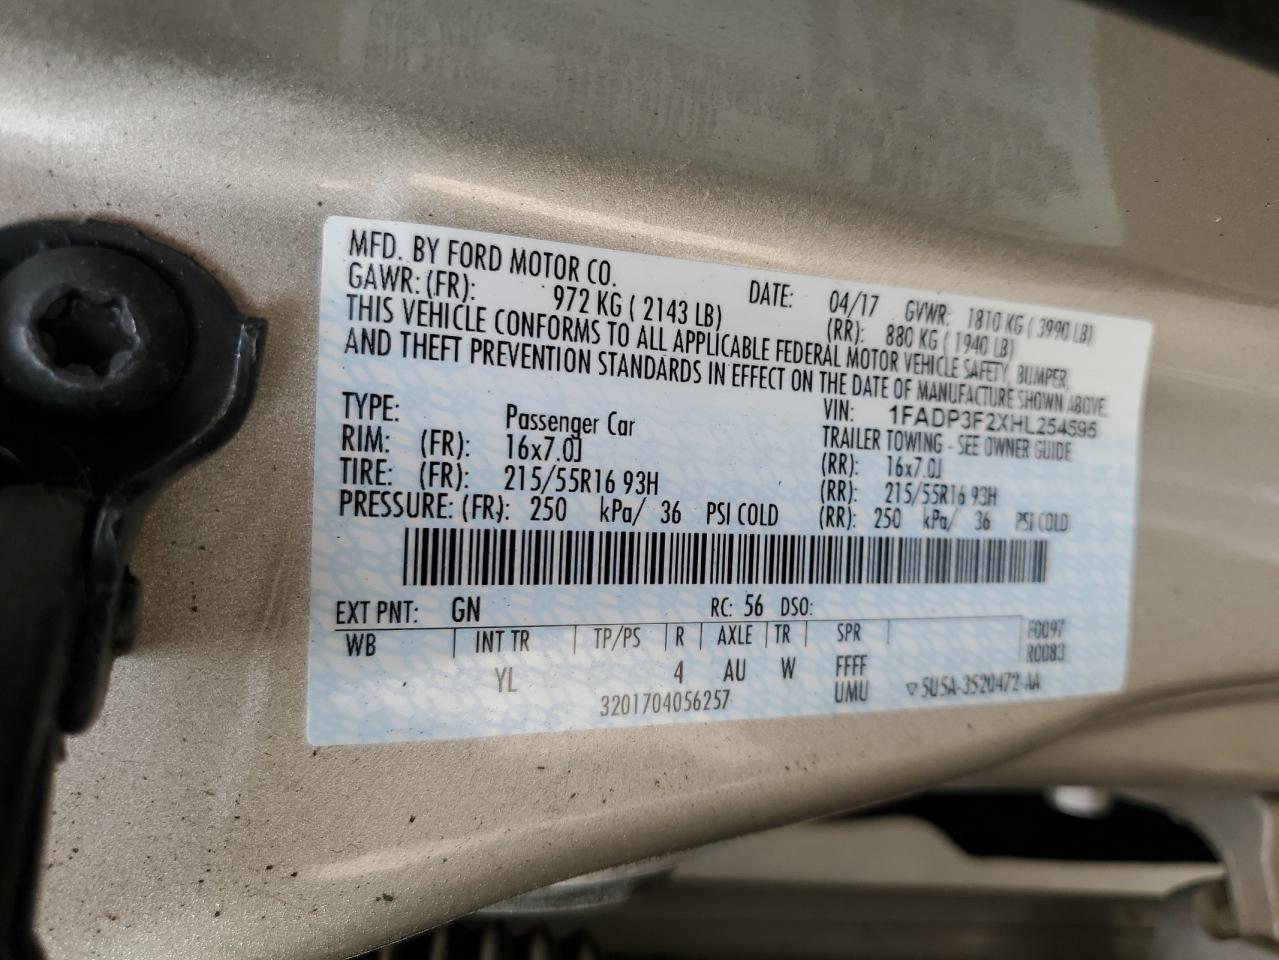 MFD. BY FORD MOTOR CO.
DATE: 04/17 GVWR: 1810 KG ( 3990 LB)
GAWR: (FR): 972 KG ( 2143 LB) (RR): 880 KG ( 1940 LB)
THIS VEHICLE CONFORMS TO ALL APPLICABLE FEDERAL MOTOR VEHICLE SAFETY, BUMPER,
AND THEFT PREVENTION STANDARDS IN EFFECT ON THE DATE OF MANUFACTURE SHOWN ABOVE.
VIN: 1FADP3F2XHL254595
TYPE: Passenger Car TRAILER TOWING - SEE OWNER GUIDE
RIM: (FR): 16x7.0J (RR): 16x7.0J
TIRE: (FR): 215/55R16 93H (RR): 215/55R16 93H
PRESSURE: (FR): 250 kPa/ 36 PSI COLD (RR): 250 kPa/ 36 PSI COLD
EXT PNT: GN RC: 56 DSO:
WB INT TR TP/PS R AXLE TR SPR F0097
R0083
YL 4 AU W FFFF
UMU
3201704056257 ▽5U5A-3520472-AA